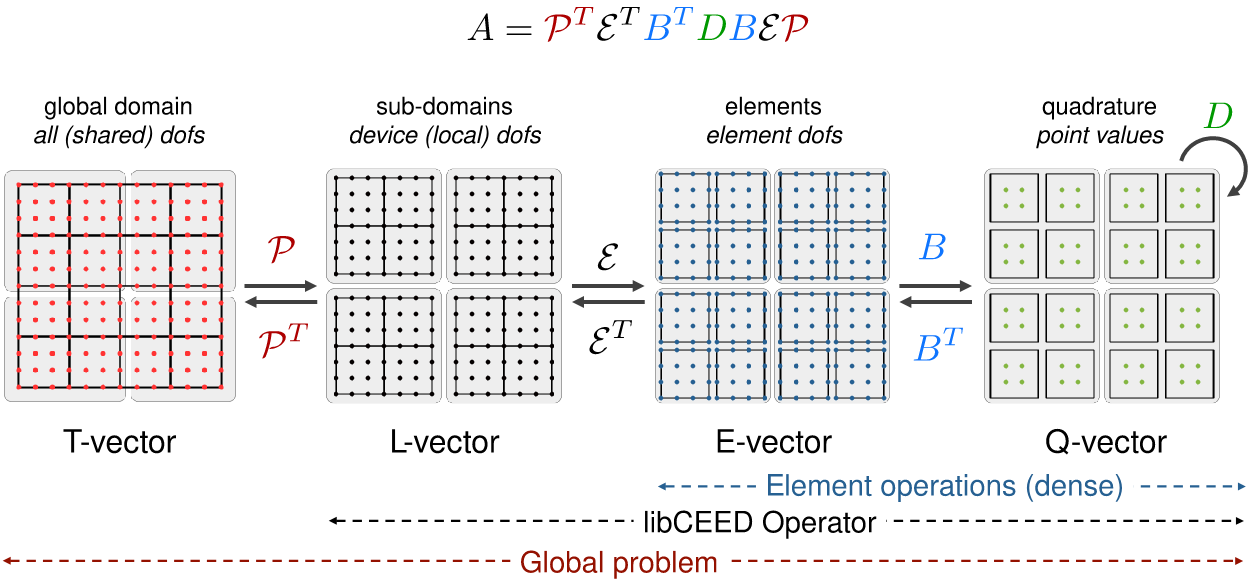 A = 𝒫ᵀℰᵀBᵀDBℰ𝒫
global domain
all (shared) dofs
sub-domains
device (local) dofs
elements
element dofs
quadrature
point values
D
𝒫
𝒫ᵀ
ℰ
ℰᵀ
B
Bᵀ
T-vector
L-vector
E-vector
Q-vector
Element operations (dense)
libCEED Operator
Global problem